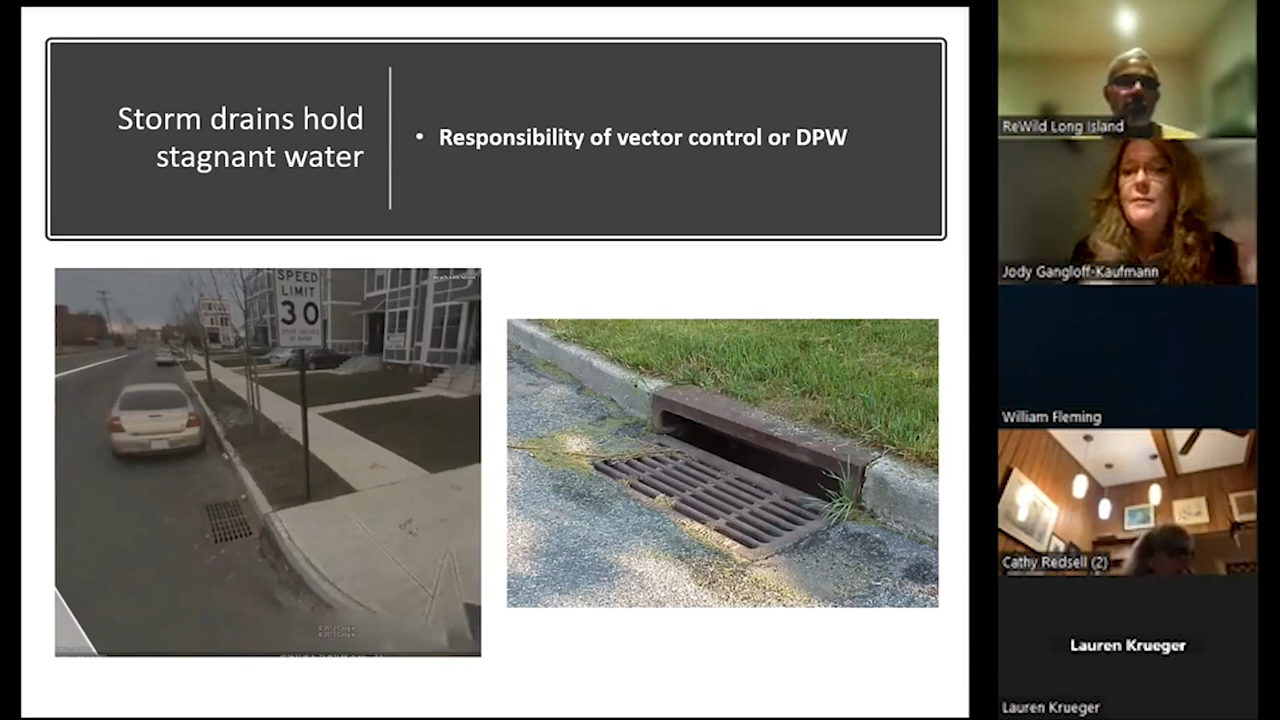 Storm drains hold
stagnant water
• Responsibility of vector control or DPW
SPEED
LIMIT
30
ReWild Long Island
Jody Gangloff-Kaufmann
William Fleming
Cathy Redsell (2)
Lauren Krueger
Lauren Krueger